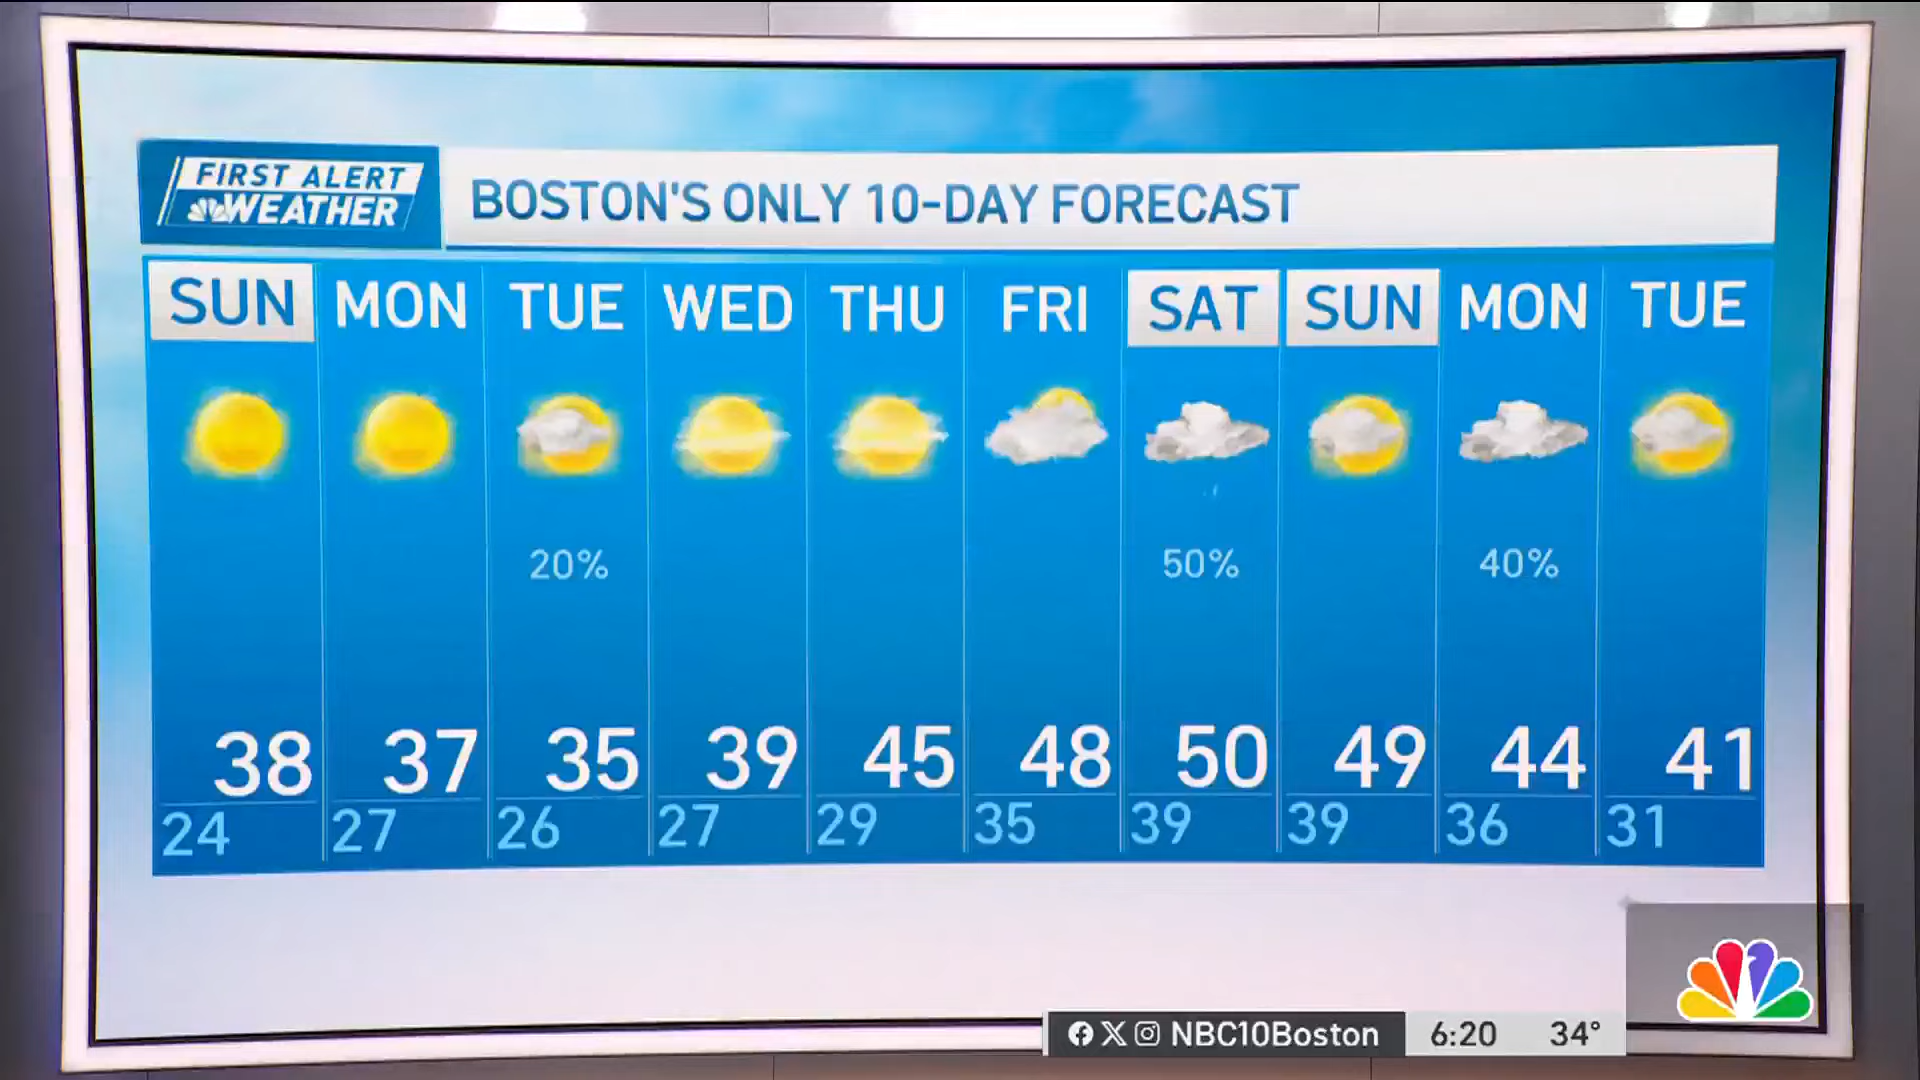 FIRST ALERT
WEATHER
BOSTON'S ONLY 10-DAY FORECAST
SUN MON TUE WED THU FRI SAT SUN MON TUE
20% 50% 40%
38 37 35 39 45 48 50 49 44 41
24 27 26 27 29 35 39 39 36 31
NBC10Boston 6:20 34°